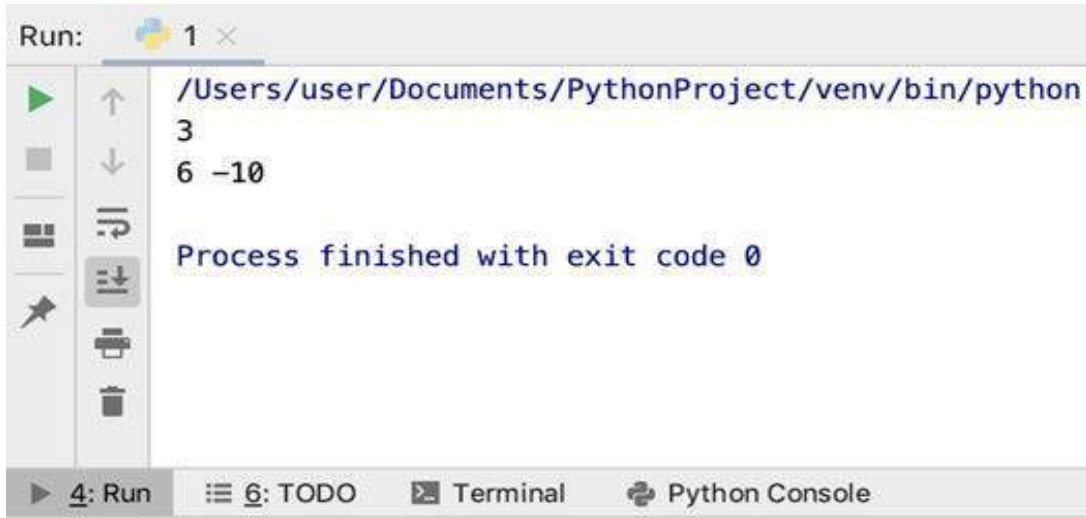 Run: 1
/Users/user/Documents/PythonProject/venv/bin/python
3
6 -10
Process finished with exit code 0
4: Run 6: TODO Terminal Python Console